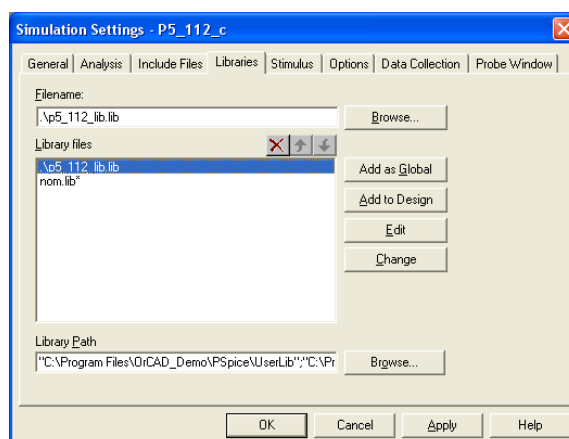 Simulation Settings - P5_112_c
General Analysis Include Files Libraries Stimulus Options Data Collection Probe Window
Filename:
.\p5_112_lib.lib
Browse...
Library files
.\p5_112_lib.lib
nom.lib*
Add as Global
Add to Design
Edit
Change
Library Path
"C:\Program Files\OrCAD_Demo\PSpice\UserLib";"C:\Pr
Browse...
OK Cancel Apply Help